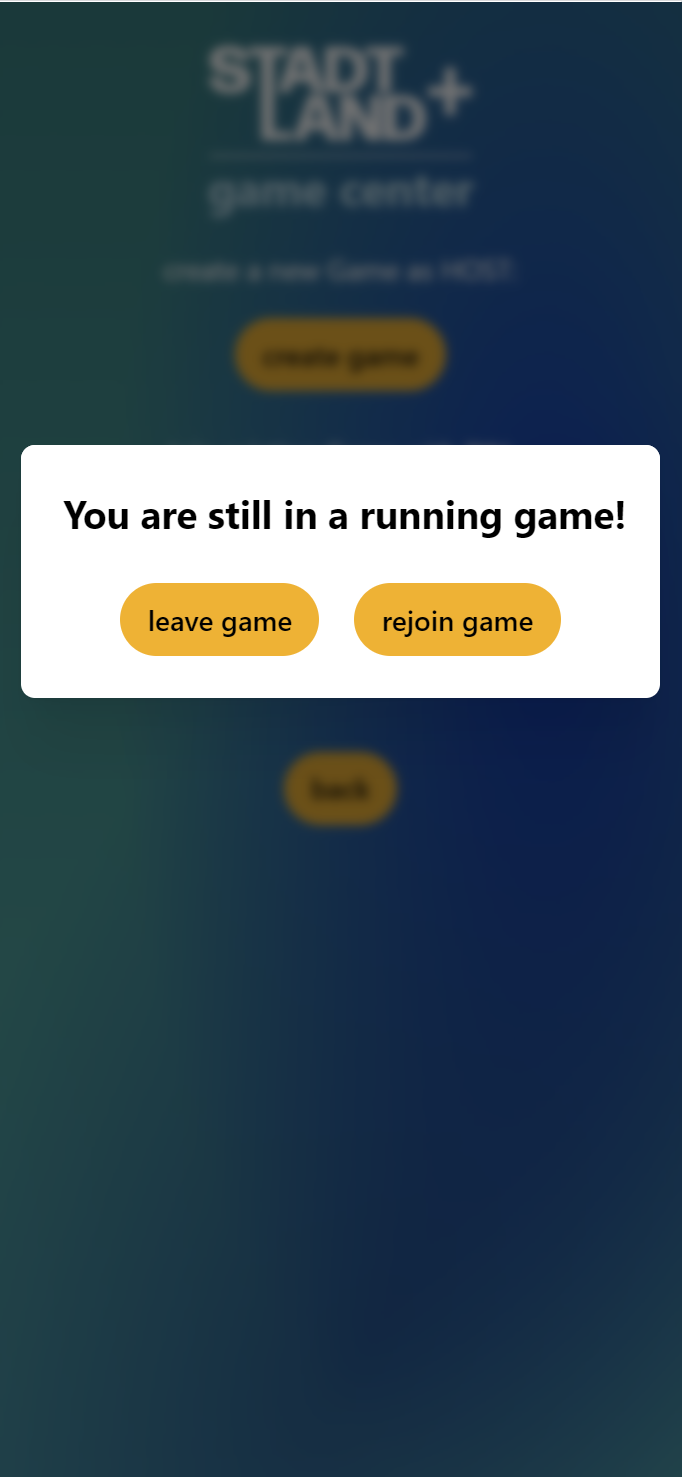 STADT
LAND+
game center
create a new Game as HOST:
create game
You are still in a running game!
leave game
rejoin game
back